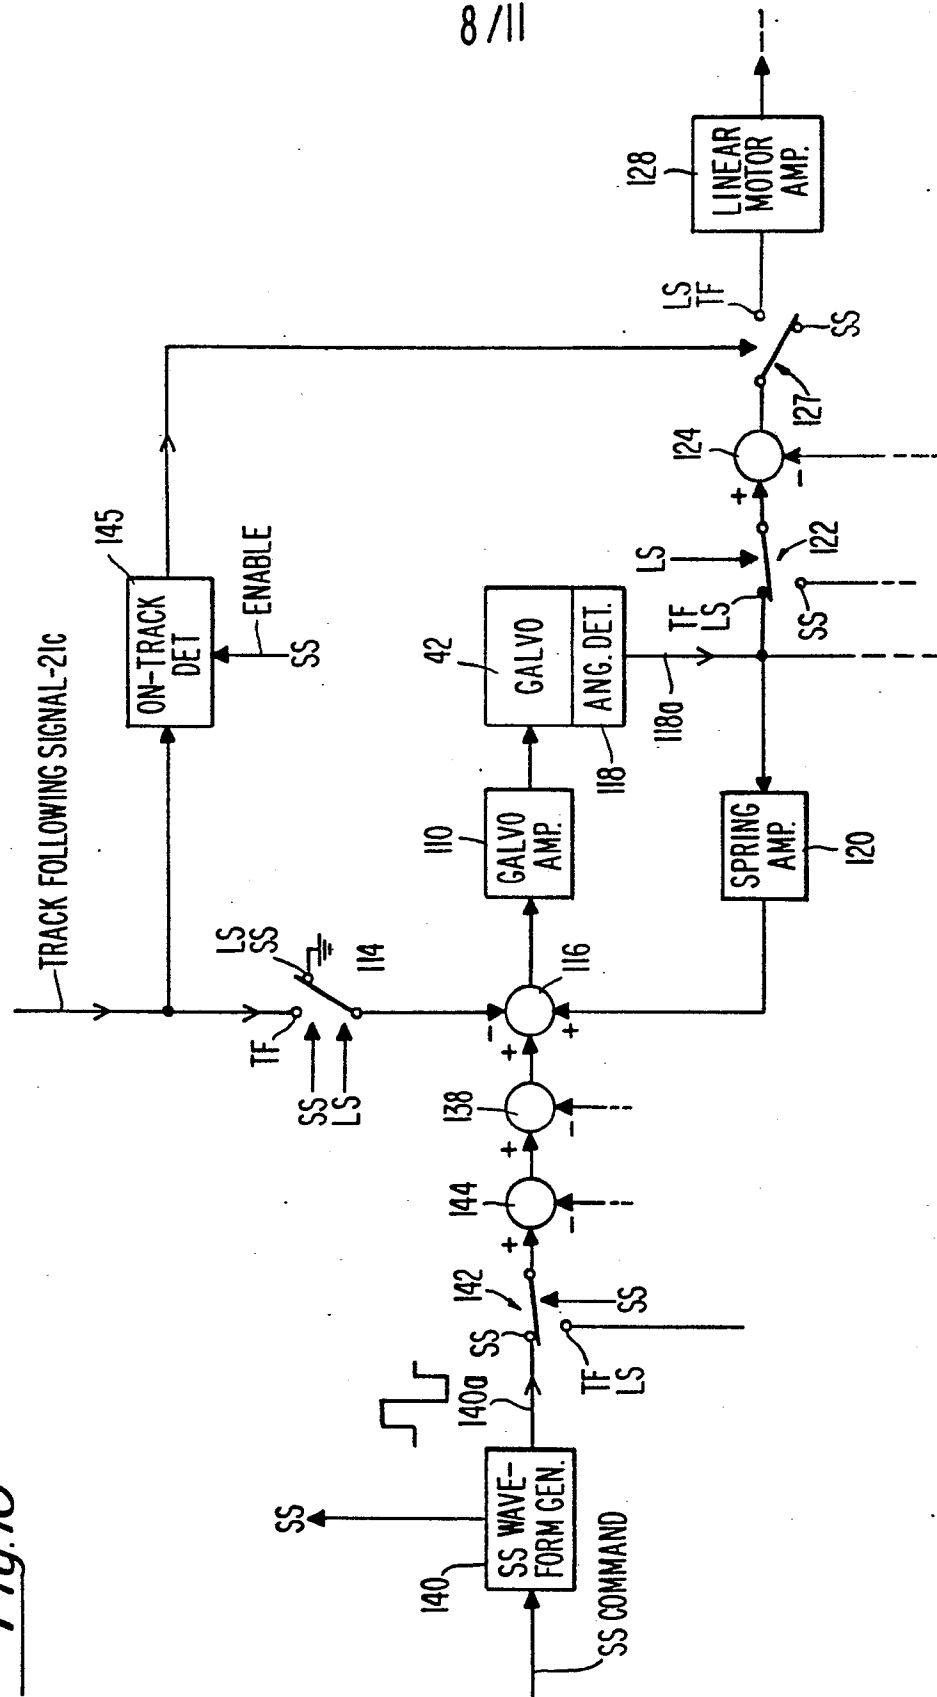 8/11
Fig. 10
TRACK FOLLOWING SIGNAL-21c
ON-TRACK
DET
145
ENABLE
SS
LS
SS
114
TF
SS
LS
SS COMMAND
SS WAVE-
FORM GEN.
140
SS
140a
SS
142
SS
TF
LS
+
144
-
+
138
-
+
-
116
+
GALVO
AMP.
110
GALVO
42
ANG. DET.
118
118a
SPRING
AMP.
120
TF
LS
LS
122
SS
+
124
-
127
SS
LS
TF
LINEAR
MOTOR
AMP.
128